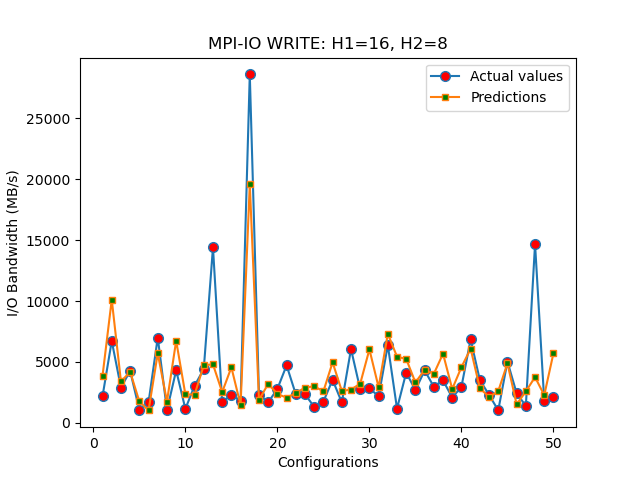 MPI-IO WRITE: H1=16, H2=8
Actual values
Predictions
I/O Bandwidth (MB/s)
25000
20000
15000
10000
5000
0
0 10 20 30 40 50
Configurations